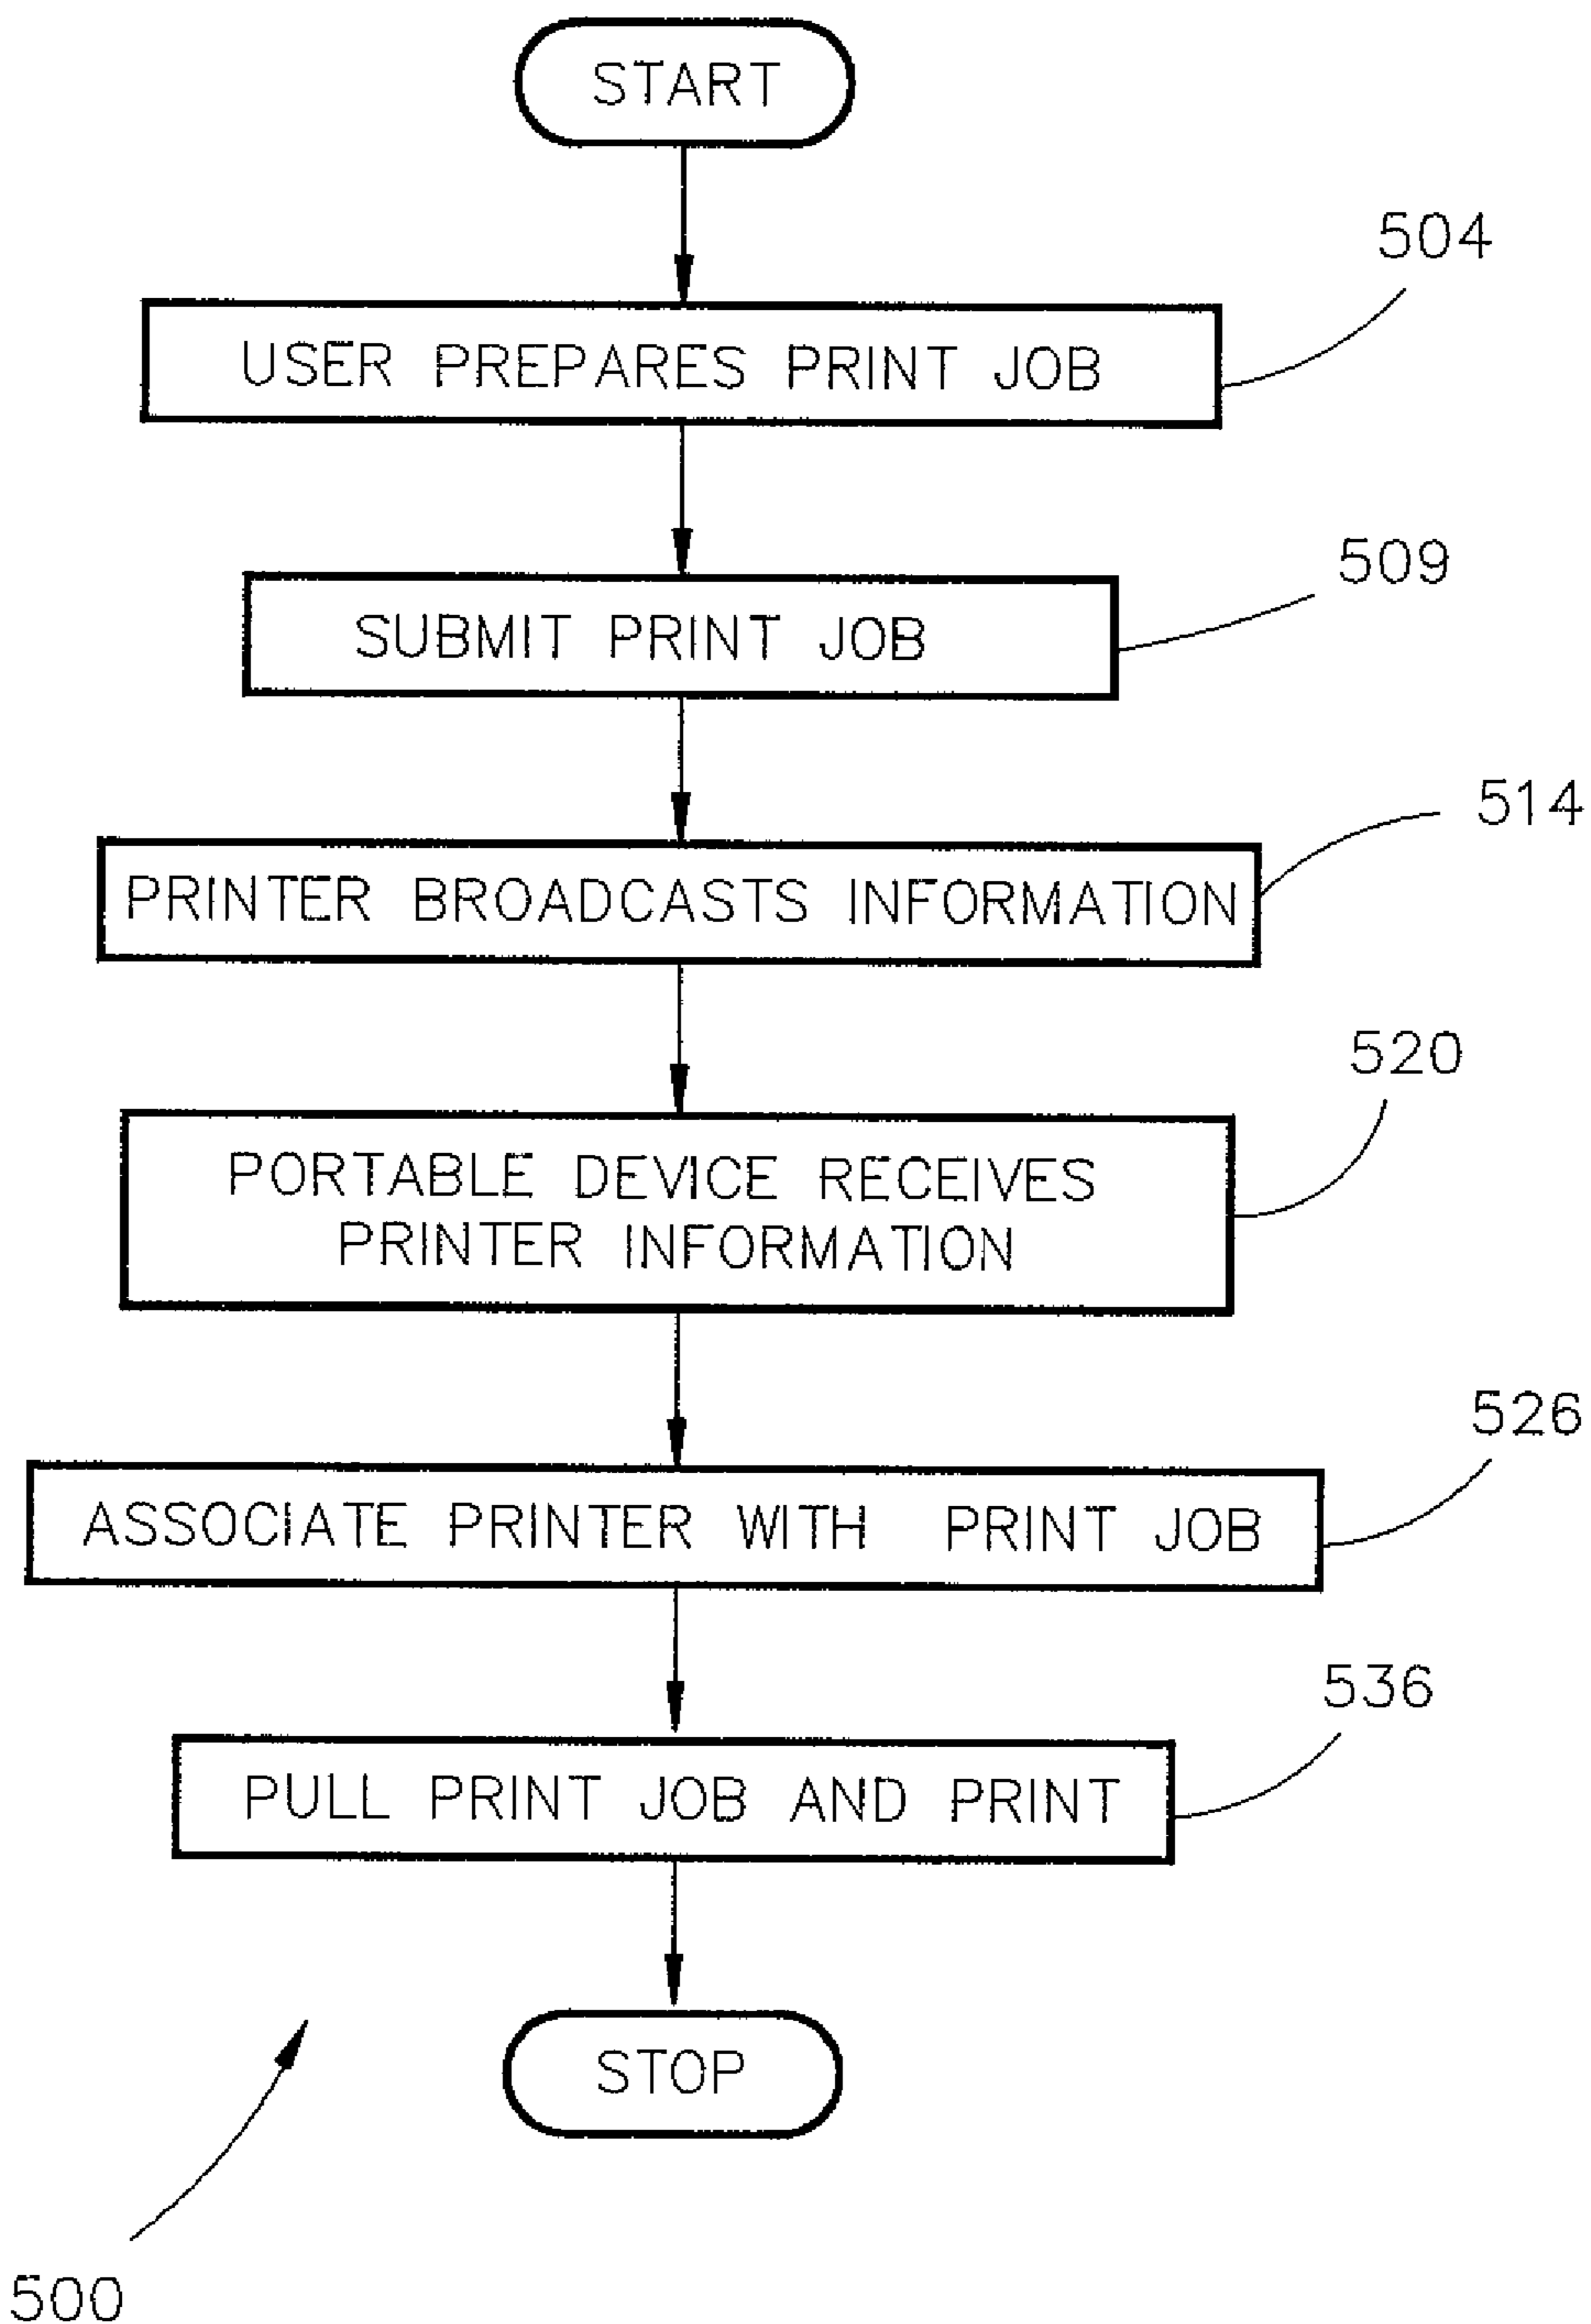 START
504
USER PREPARES PRINT JOB
509
SUBMIT PRINT JOB
514
PRINTER BROADCASTS INFORMATION
520
PORTABLE DEVICE RECEIVES
PRINTER INFORMATION
526
ASSOCIATE PRINTER WITH PRINT JOB
536
PULL PRINT JOB AND PRINT
STOP
500